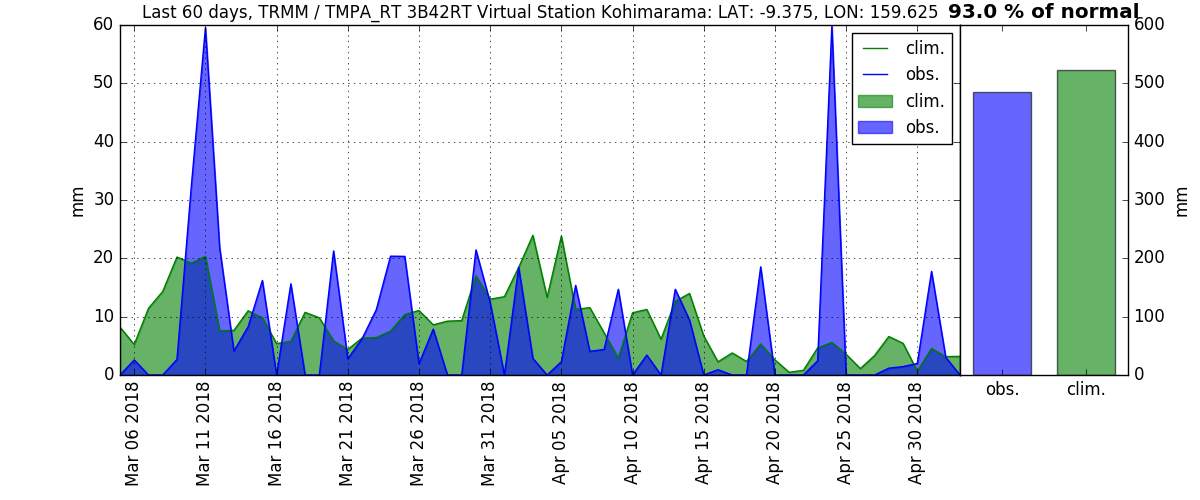 Last 60 days, TRMM / TMPA_RT 3B42RT Virtual Station Kohimarama: LAT: -9.375, LON: 159.625 93.0 % of normal
60
50
40
30
20
10
0
mm
clim.
obs.
clim.
obs.
600
500
400
300
200
100
0
mm
Mar 06 2018
Mar 11 2018
Mar 16 2018
Mar 21 2018
Mar 26 2018
Mar 31 2018
Apr 05 2018
Apr 10 2018
Apr 15 2018
Apr 20 2018
Apr 25 2018
Apr 30 2018
obs.
clim.